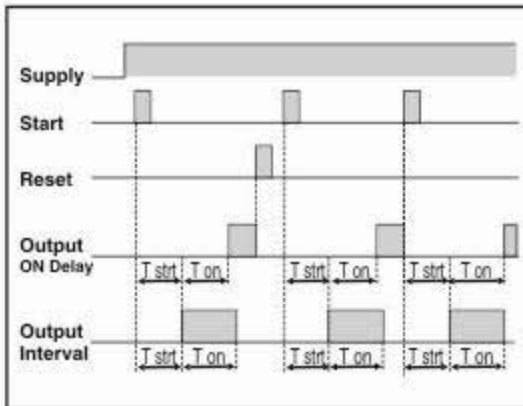 Supply
Start
Reset
Output
ON Delay
T strt T on T strt T on T strt T on
Output
Interval
T strt T on T strt T on T strt T on